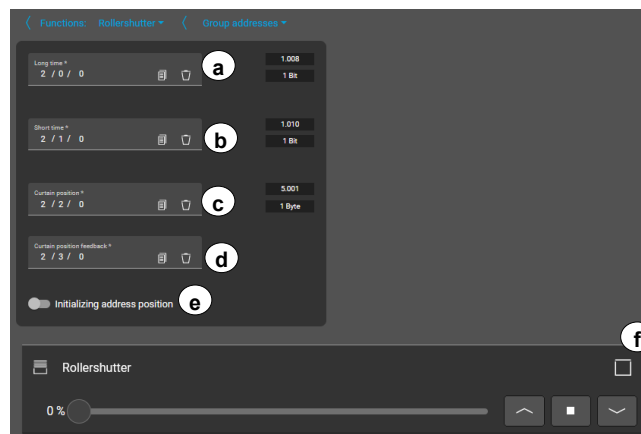 Functions: Rollershutter Group addresses
Long time *
2 / 0 / 0
a
1.008
1 Bit
Short time *
2 / 1 / 0
b
1.010
1 Bit
Curtain position *
2 / 2 / 0
c
5.001
1 Byte
Curtain position feedback *
2 / 3 / 0
d
Initializing address position
e
f
Rollershutter
0 %